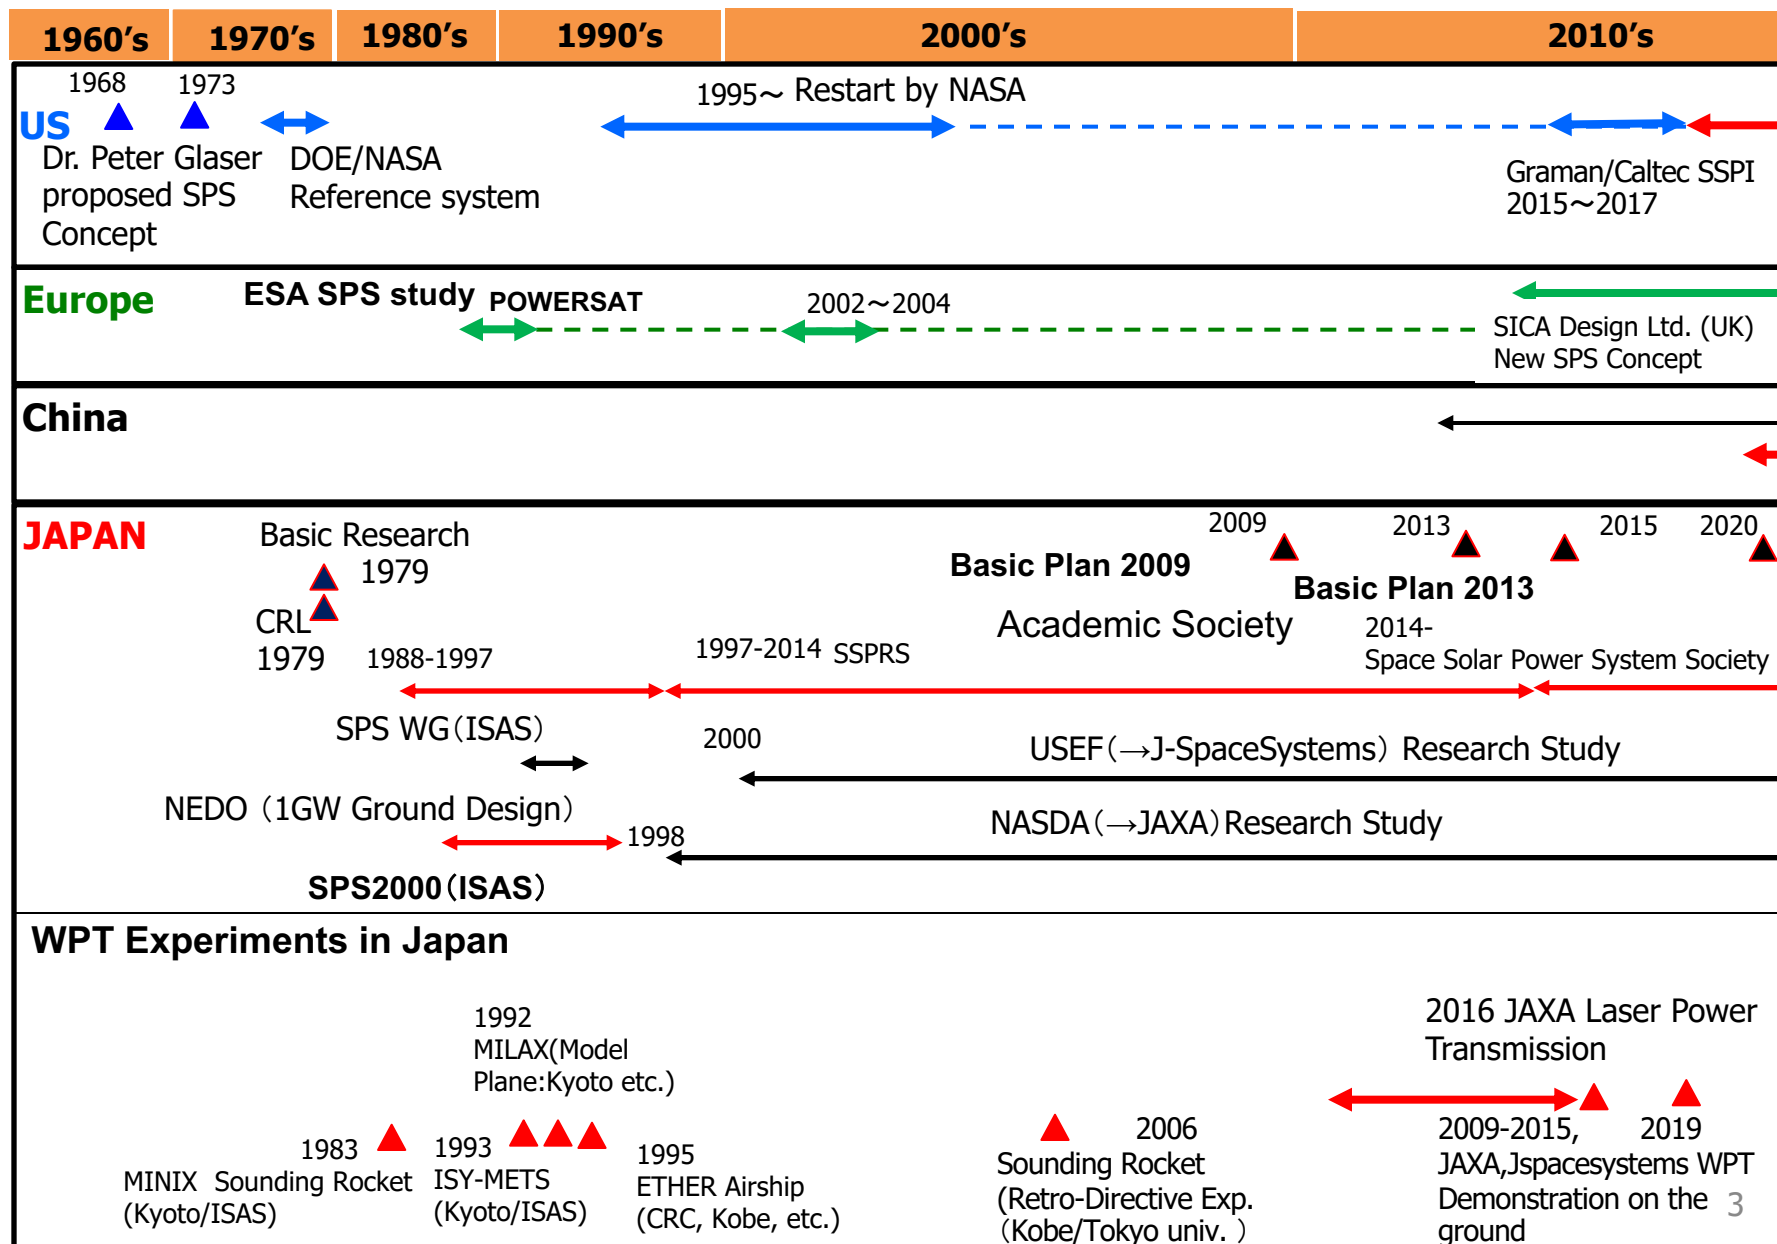 1960's 1970's 1980's 1990's 2000's 2010's
1968 1973
1995~ Restart by NASA
US
Dr. Peter Glaser
proposed SPS
Concept
DOE/NASA
Reference system
Graman/Caltec SSPI
2015~2017
Europe
ESA SPS study
POWERSAT
2002~2004
SICA Design Ltd. (UK)
New SPS Concept
China
JAPAN
Basic Research
1979
CRL
1979
2009
2013
2015
2020
Basic Plan 2009
Basic Plan 2013
Academic Society
1988-1997
1997-2014 SSPRS
2014-
Space Solar Power System Society
SPS WG(ISAS)
2000
USEF(→J-SpaceSystems) Research Study
NEDO (1GW Ground Design)
1998
NASDA(→JAXA)Research Study
SPS2000(ISAS)
WPT Experiments in Japan
1992
MILAX(Model
Plane:Kyoto etc.)
2016 JAXA Laser Power
Transmission
1983
MINIX Sounding Rocket
(Kyoto/ISAS)
1993
ISY-METS
(Kyoto/ISAS)
1995
ETHER Airship
(CRC, Kobe, etc.)
2006
Sounding Rocket
(Retro-Directive Exp.
(Kobe/Tokyo univ. )
2009-2015, 2019
JAXA,Jspacesystems WPT
Demonstration on the
ground
3